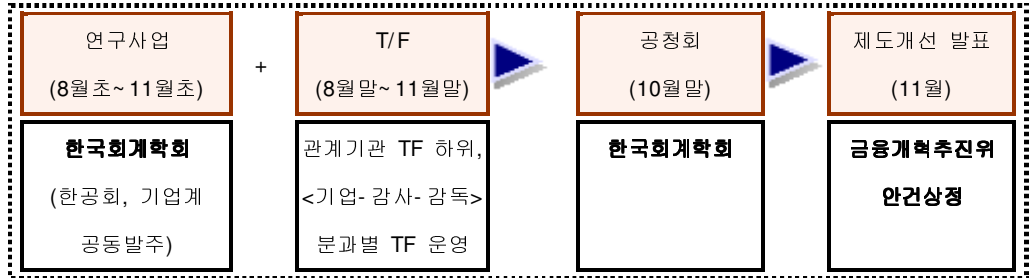 연구사업
(8월초~11월초)
+
T/F
(8월말~11월말)
공청회
(10월말)
제도개선 발표
(11월)
한국회계학회
(한공회, 기업계
공동발주)
관계기관 TF 하위,
<기업-감사-감독>
분과별 TF 운영
한국회계학회
금융개혁추진위
안건상정